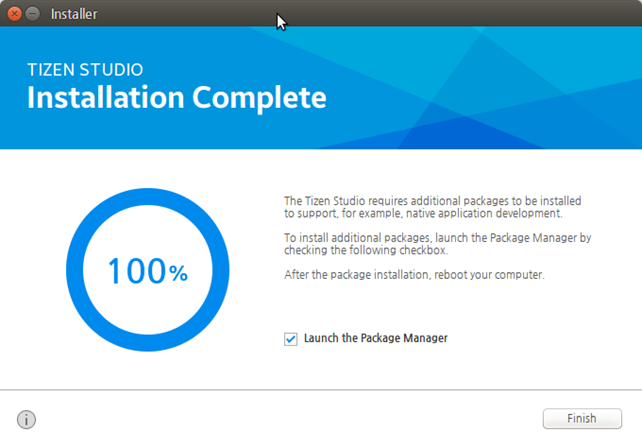 Installer
TIZEN STUDIO
Installation Complete
100%
The Tizen Studio requires additional packages to be installed
to support, for example, native application development.
To install additional packages, launch the Package Manager by
checking the following checkbox.
After the package installation, reboot your computer.
Launch the Package Manager
Finish